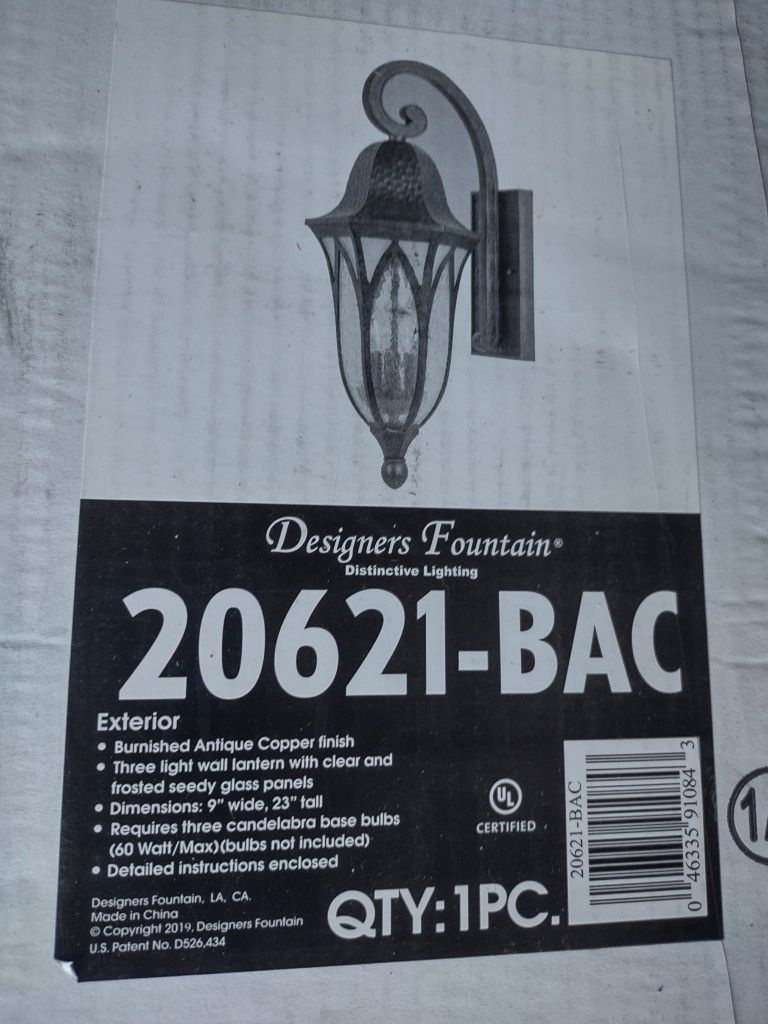 Designers Fountain®
Distinctive Lighting
20621-BAC
Exterior
• Burnished Antique Copper finish
• Three light wall lantern with clear and
frosted seedy glass panels
• Dimensions: 9" wide, 23" tall
• Requires three candelabra base bulbs
(60 Watt/Max)(bulbs not included)
• Detailed instructions enclosed
UL
CERTIFIED
20621-BAC
0 46335 91084 3
Designers Fountain, LA, CA.
Made in China
© Copyright 2019, Designers Fountain
U.S. Patent No. D526,434
QTY: 1PC.